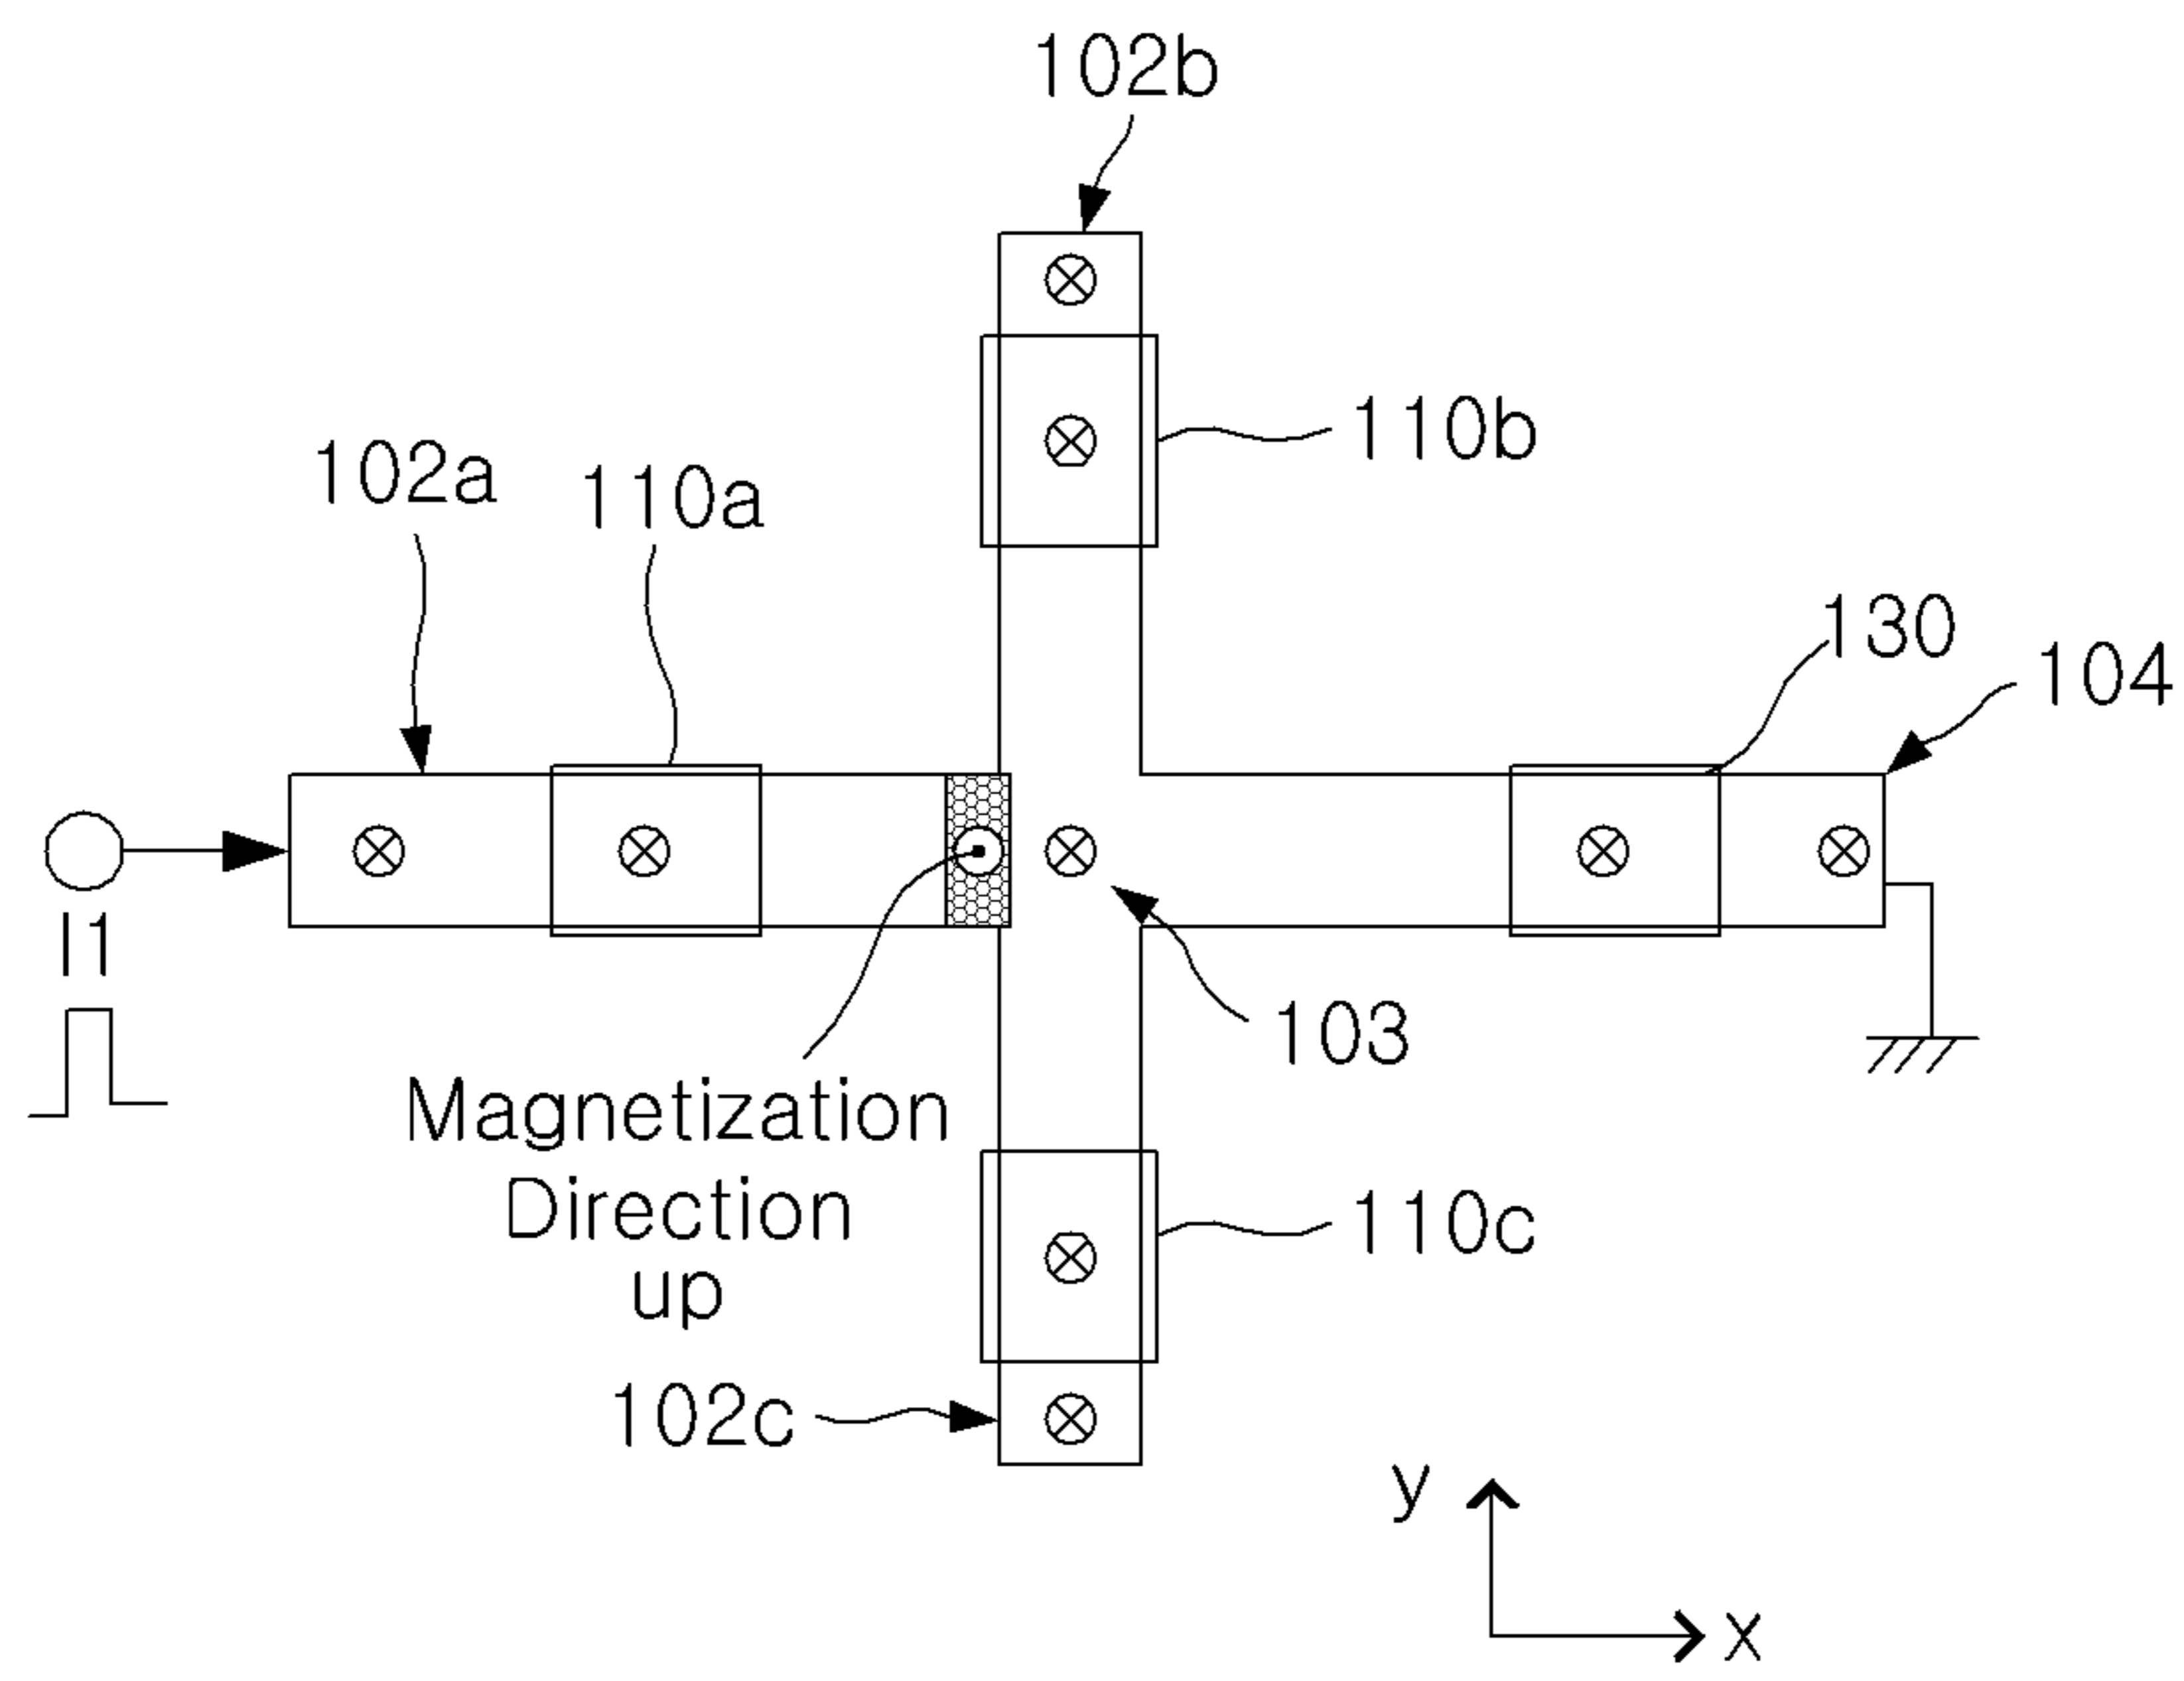 102b
110b
102a
110a
130
104
I1
103
Magnetization
Direction
up
110c
102c
y
x